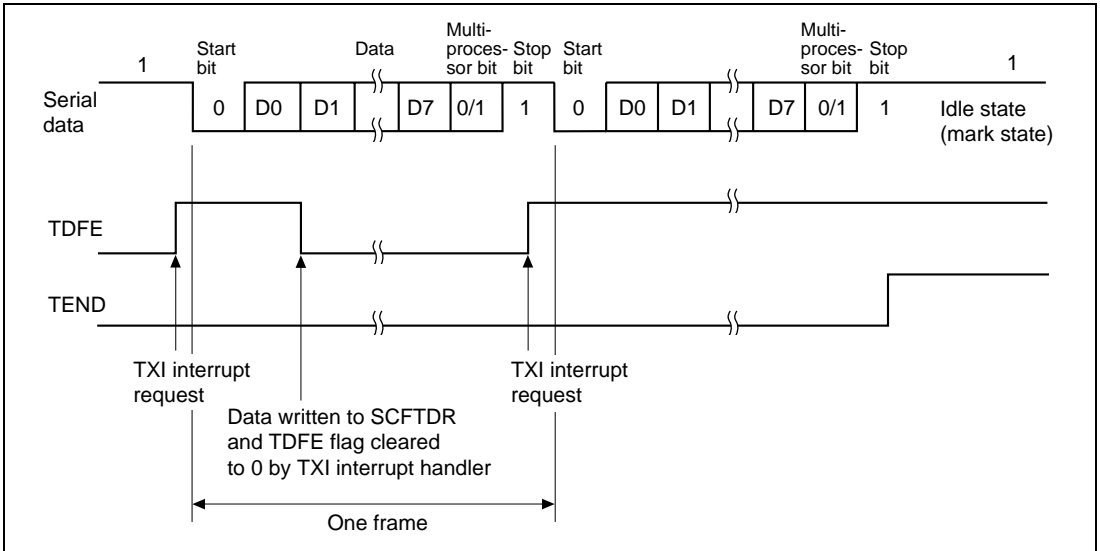 1
Start
bit
Data
Multi-
proces-
sor bit
Stop
bit
Start
bit
Multi-
proces-
sor bit
Stop
bit
1
Serial
data
0 D0 D1 D7 0/1 1 0 D0 D1 D7 0/1 1
Idle state
(mark state)
TDFE
TEND
TXI interrupt
request
Data written to SCFTDR
and TDFE flag cleared
to 0 by TXI interrupt handler
TXI interrupt
request
One frame